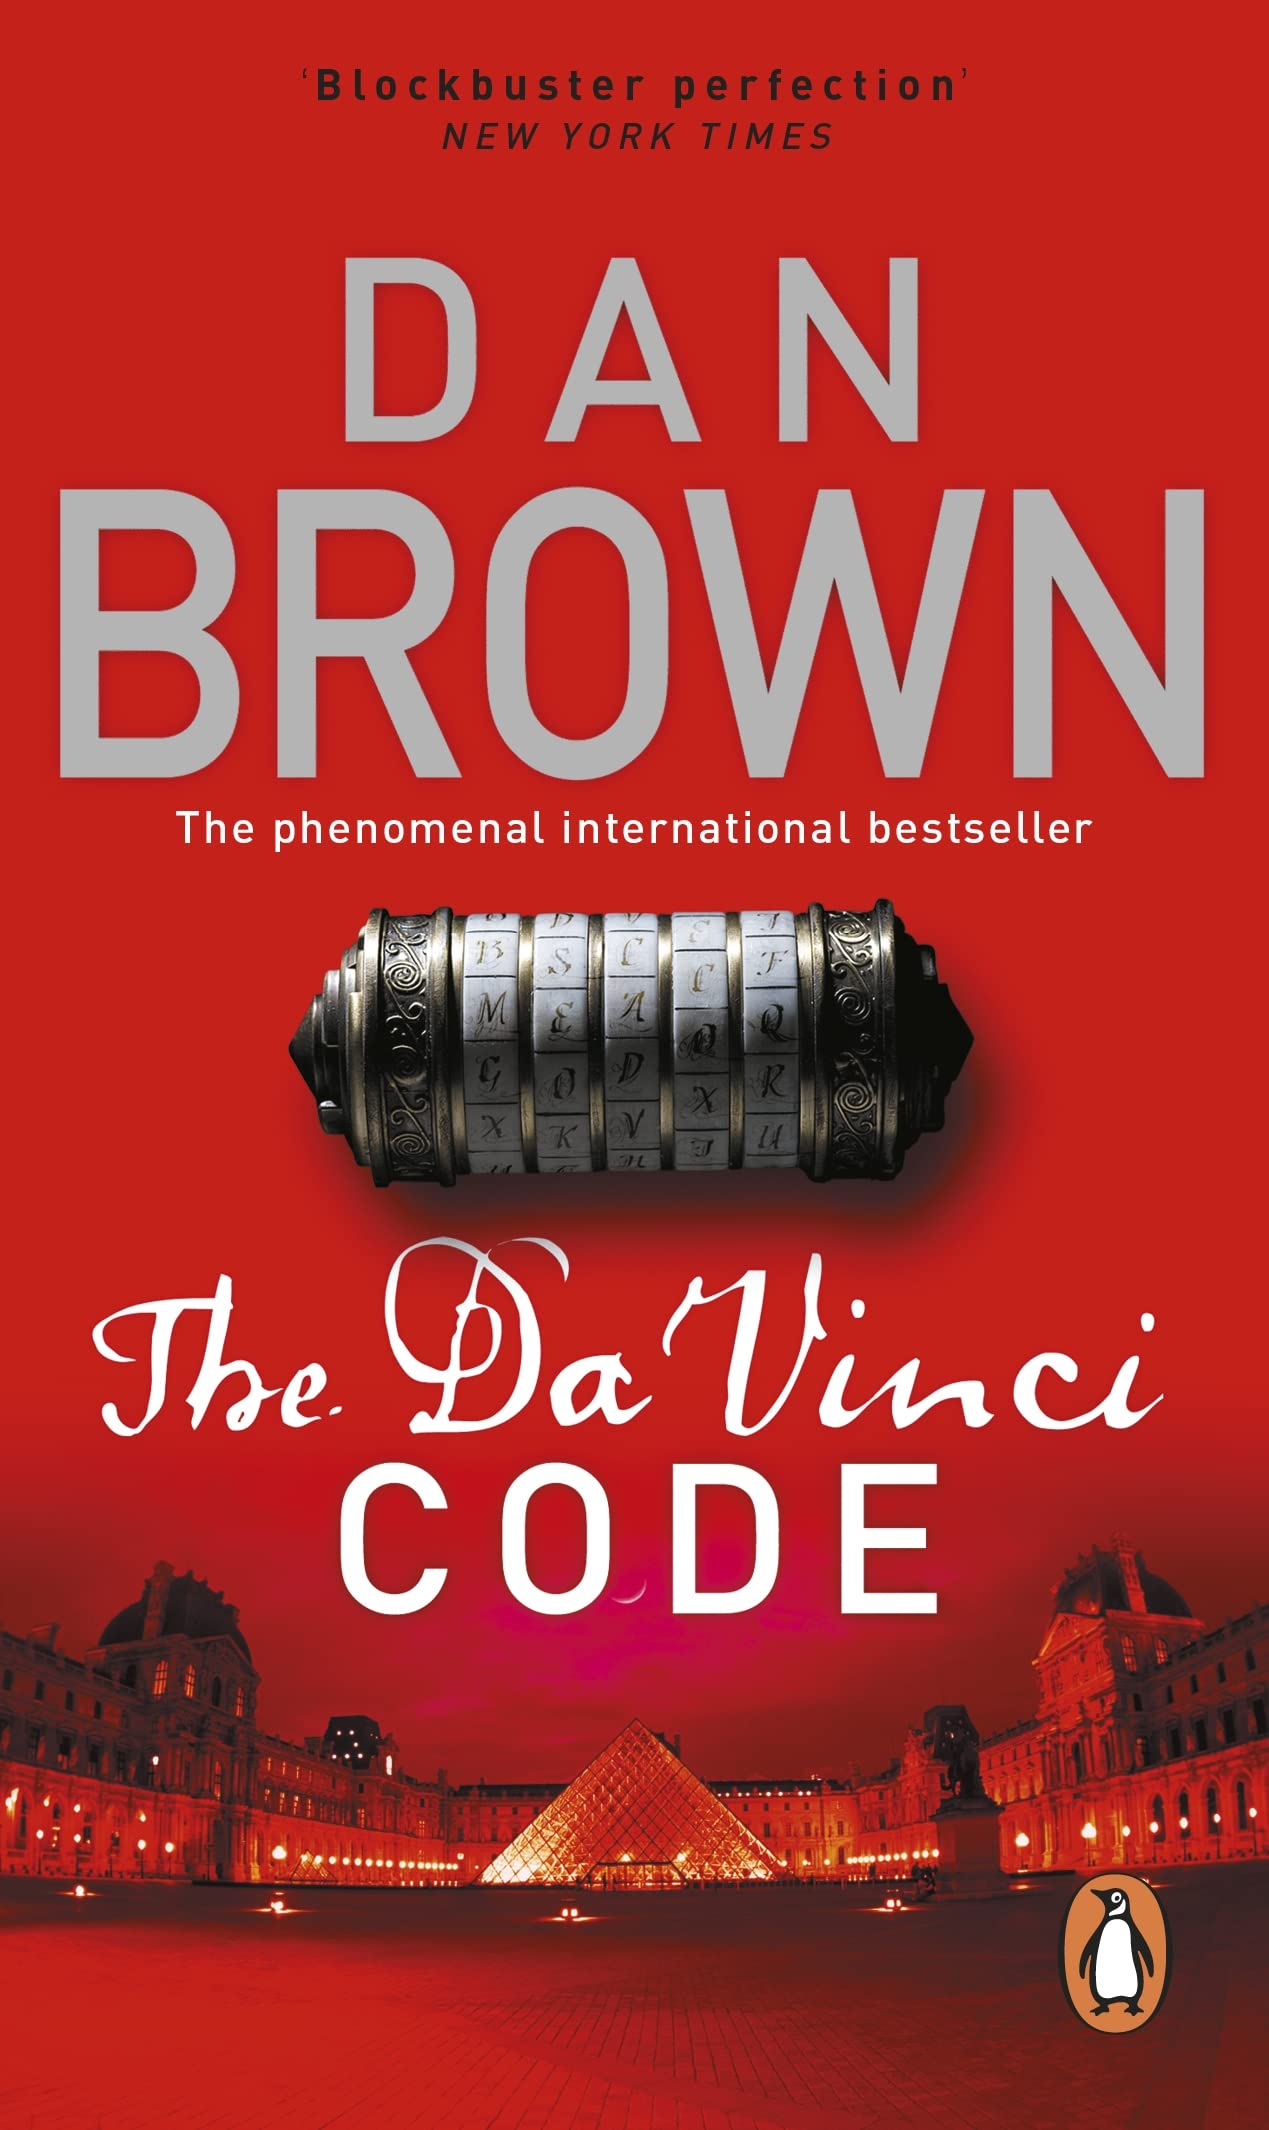 ‘Blockbuster perfection’
NEW YORK TIMES
DAN
BROWN
The phenomenal international bestseller
B S C C F
M E A Q Q
G O D X R
X K V T U
The Da Vinci
CODE